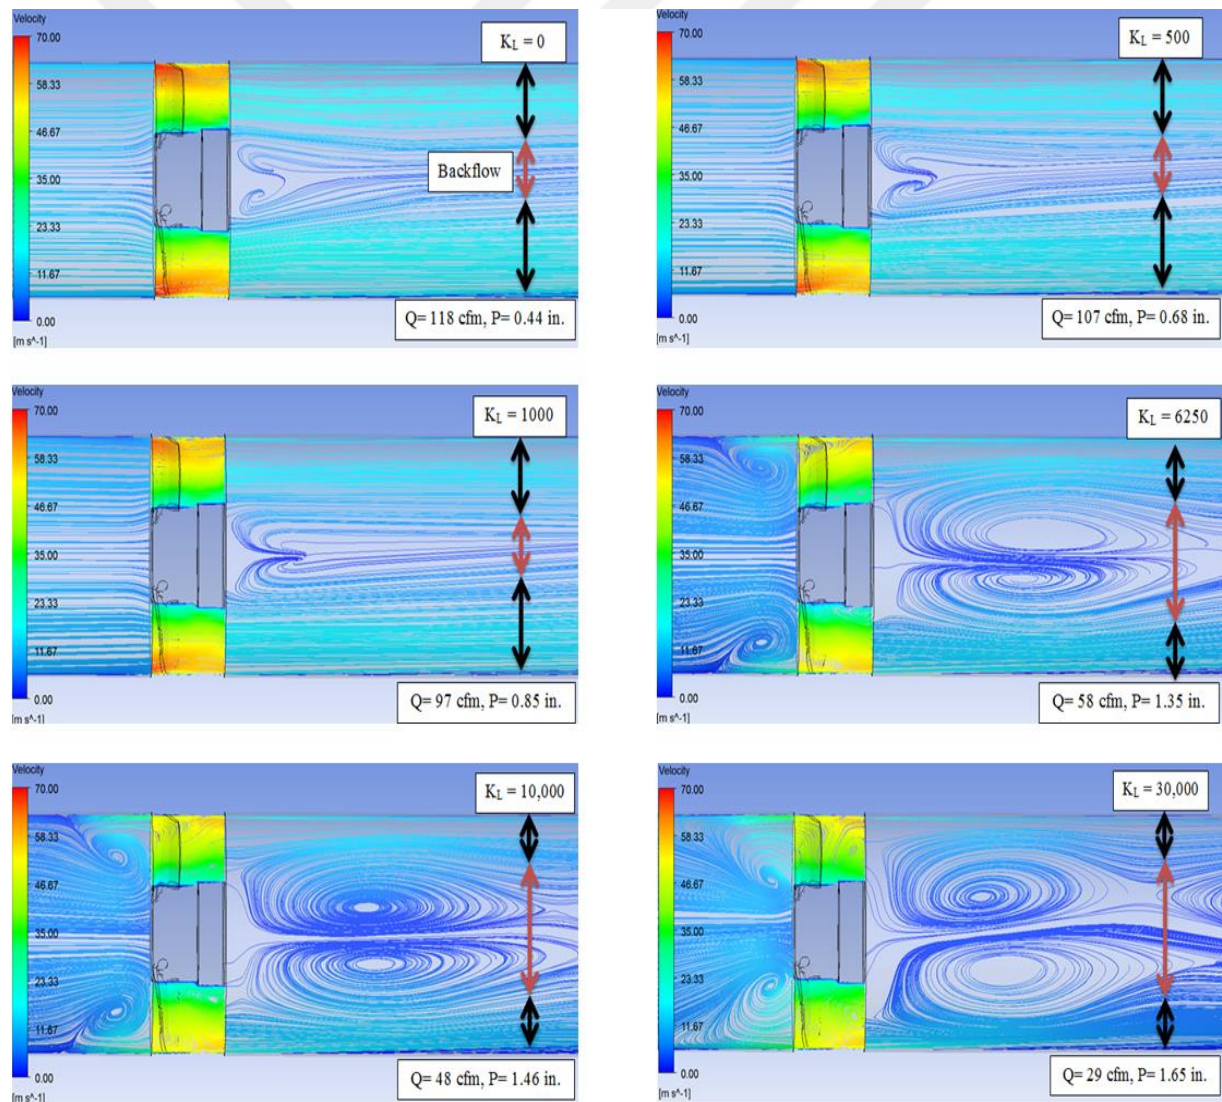 Velocity
70.00
58.33
46.67
35.00
23.33
11.67
0.00
[m s^-1]
K_L = 0
Backflow
Q= 118 cfm, P= 0.44 in.
Velocity
70.00
58.33
46.67
35.00
23.33
11.67
0.00
[m s^-1]
K_L = 500
Q= 107 cfm, P= 0.68 in.
Velocity
70.00
58.33
46.67
35.00
23.33
11.67
0.00
[m s^-1]
K_L = 1000
Q= 97 cfm, P= 0.85 in.
Velocity
70.00
58.33
46.67
35.00
23.33
11.67
0.00
[m s^-1]
K_L = 6250
Q= 58 cfm, P= 1.35 in.
Velocity
70.00
58.33
46.67
35.00
23.33
11.67
0.00
[m s^-1]
K_L = 10,000
Q= 48 cfm, P= 1.46 in.
Velocity
70.00
58.33
46.67
35.00
23.33
11.67
0.00
[m s^-1]
K_L = 30,000
Q= 29 cfm, P= 1.65 in.